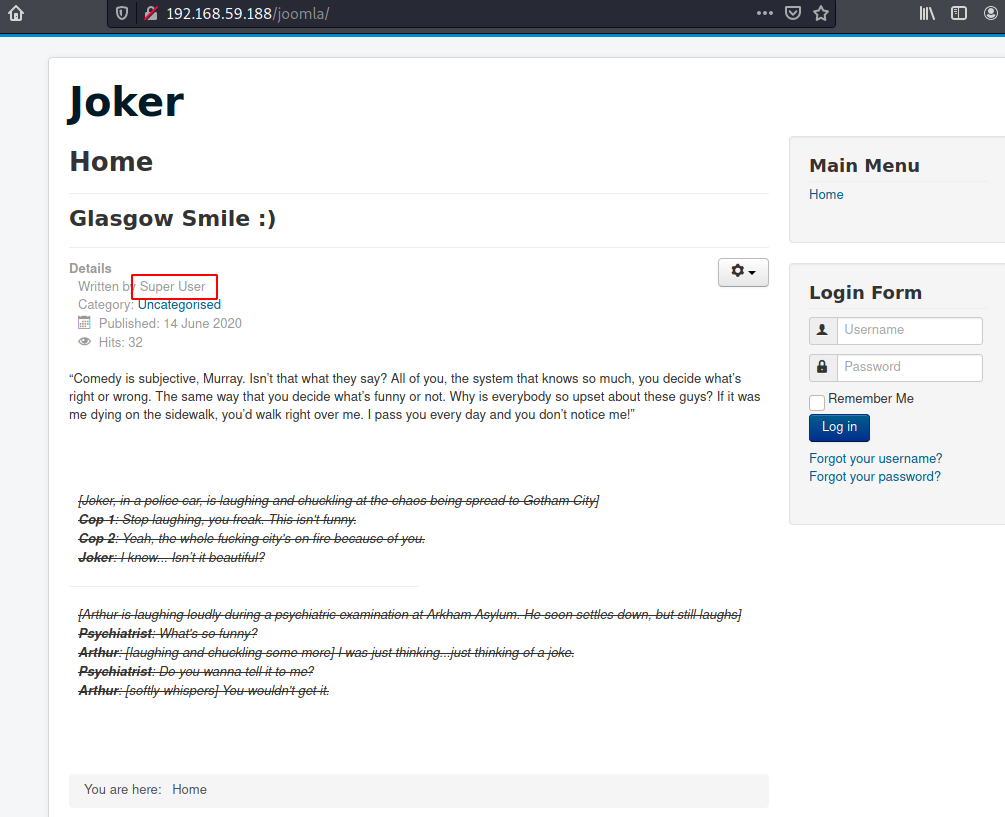 192.168.59.188/joomla/
Joker
Home
Glasgow Smile :)
Details
Written by Super User
Category: Uncategorised
Published: 14 June 2020
Hits: 32
“Comedy is subjective, Murray. Isn’t that what they say? All of you, the system that knows so much, you decide what’s
right or wrong. The same way that you decide what’s funny or not. Why is everybody so upset about these guys? If it was
me dying on the sidewalk, you’d walk right over me. I pass you every day and you don’t notice me!”
[Joker, in a police car, is laughing and chuckling at the chaos being spread to Gotham City]
Cop 1: Stop laughing, you freak. This isn't funny.
Cop 2: Yeah, the whole fucking city's on fire because of you.
Joker: I know... Isn’t it beautiful?
[Arthur is laughing loudly during a psychiatric examination at Arkham Asylum. He soon settles down, but still laughs]
Psychiatrist: What's so funny?
Arthur: [laughing and chuckling some more] I was just thinking...just thinking of a joke.
Psychiatrist: Do you wanna tell it to me?
Arthur: [softly whispers] You wouldn't get it.
You are here: Home
Main Menu
Home
Login Form
Username
Password
Remember Me
Log in
Forgot your username?
Forgot your password?